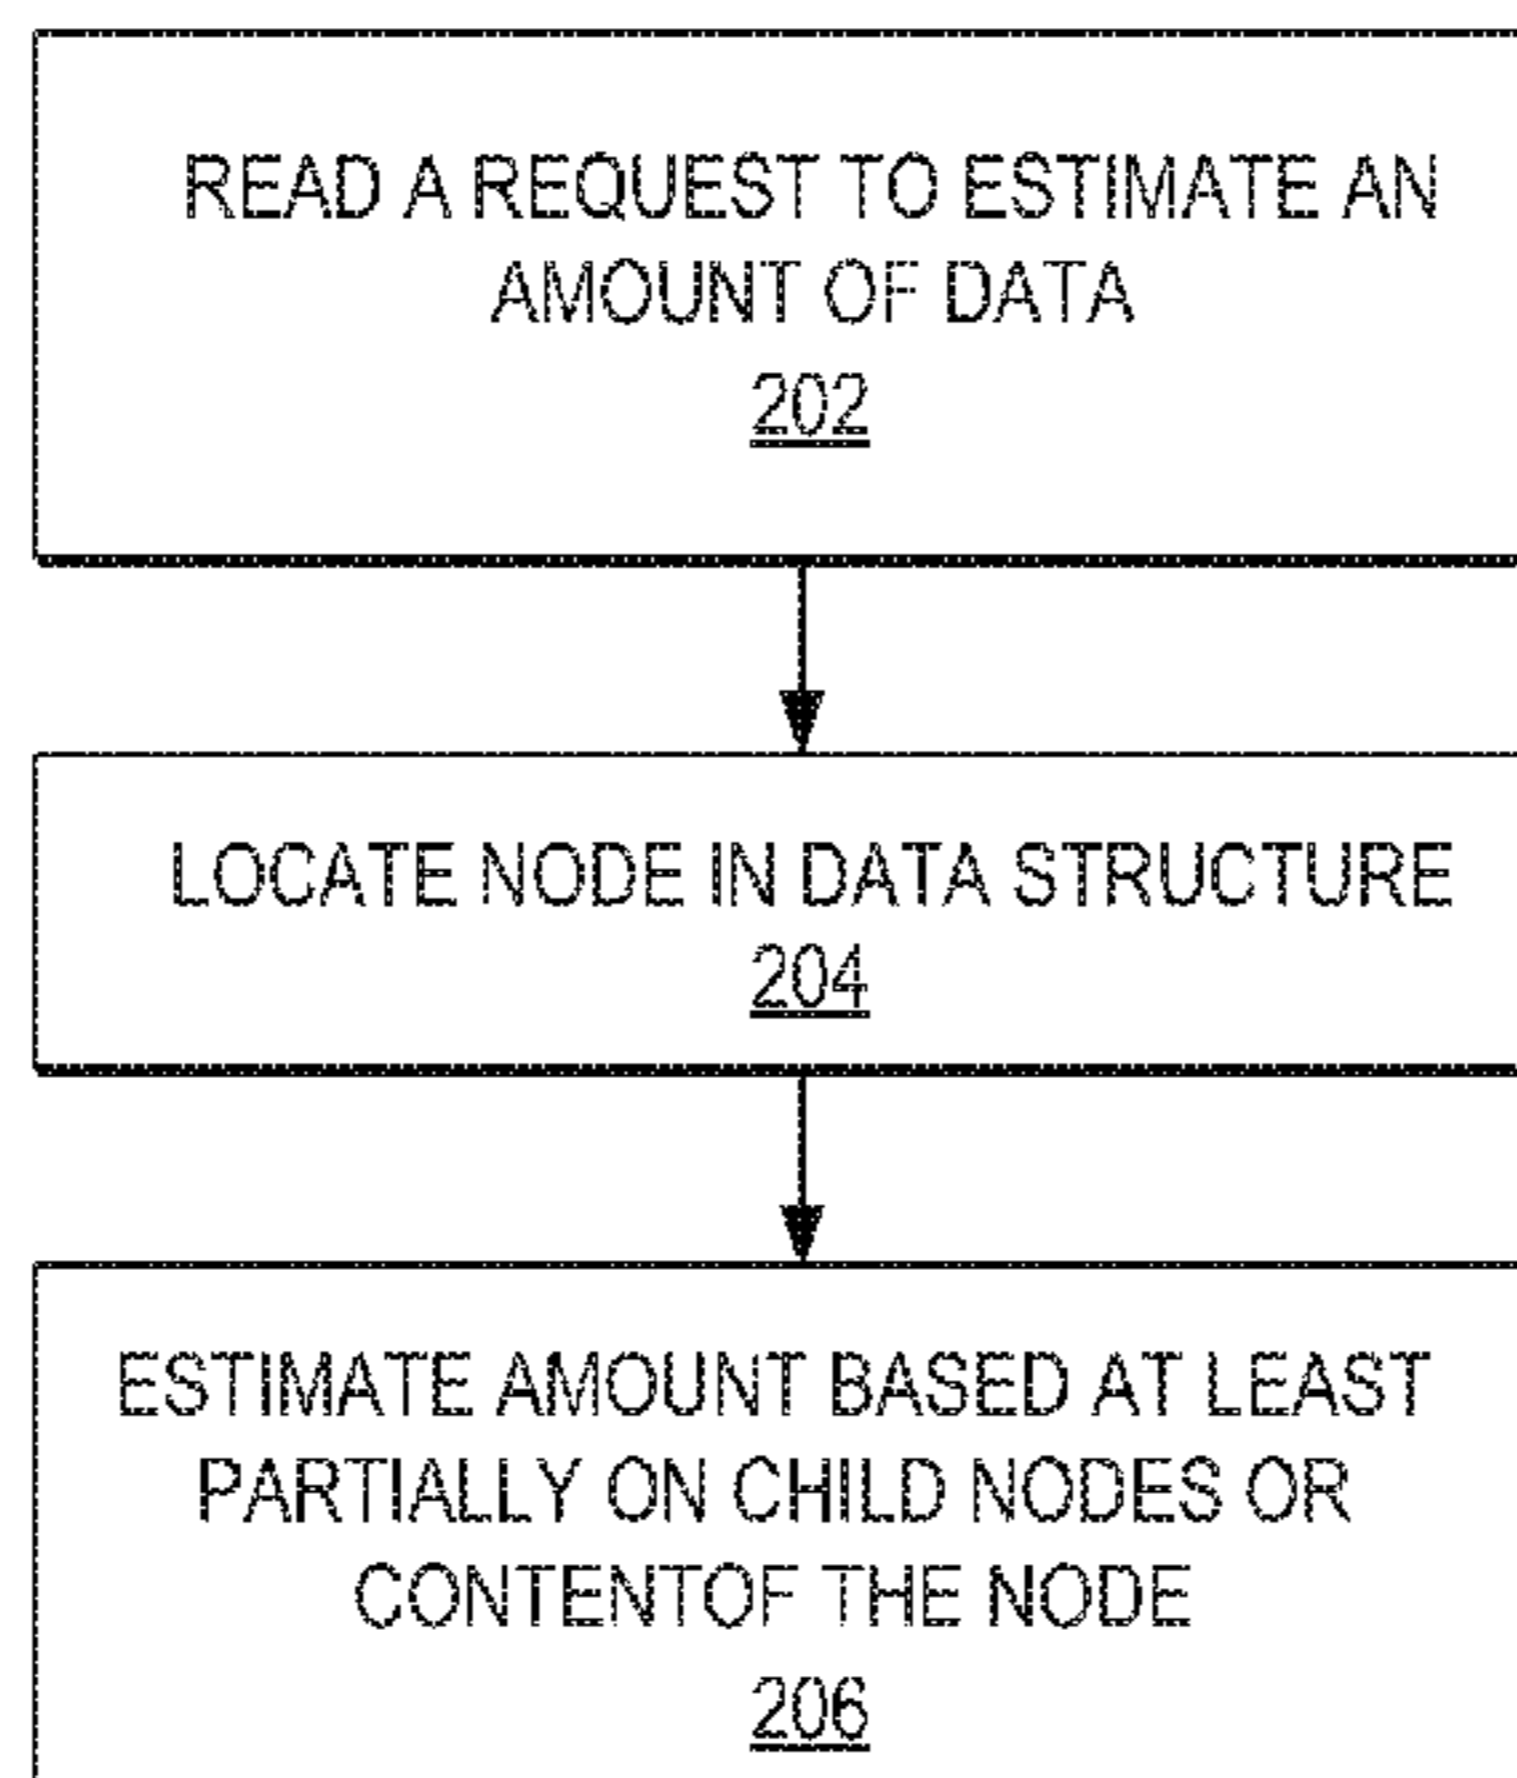 READ A REQUEST TO ESTIMATE AN
AMOUNT OF DATA
202
LOCATE NODE IN DATA STRUCTURE
204
ESTIMATE AMOUNT BASED AT LEAST
PARTIALLY ON CHILD NODES OR
CONTENTOF THE NODE
206